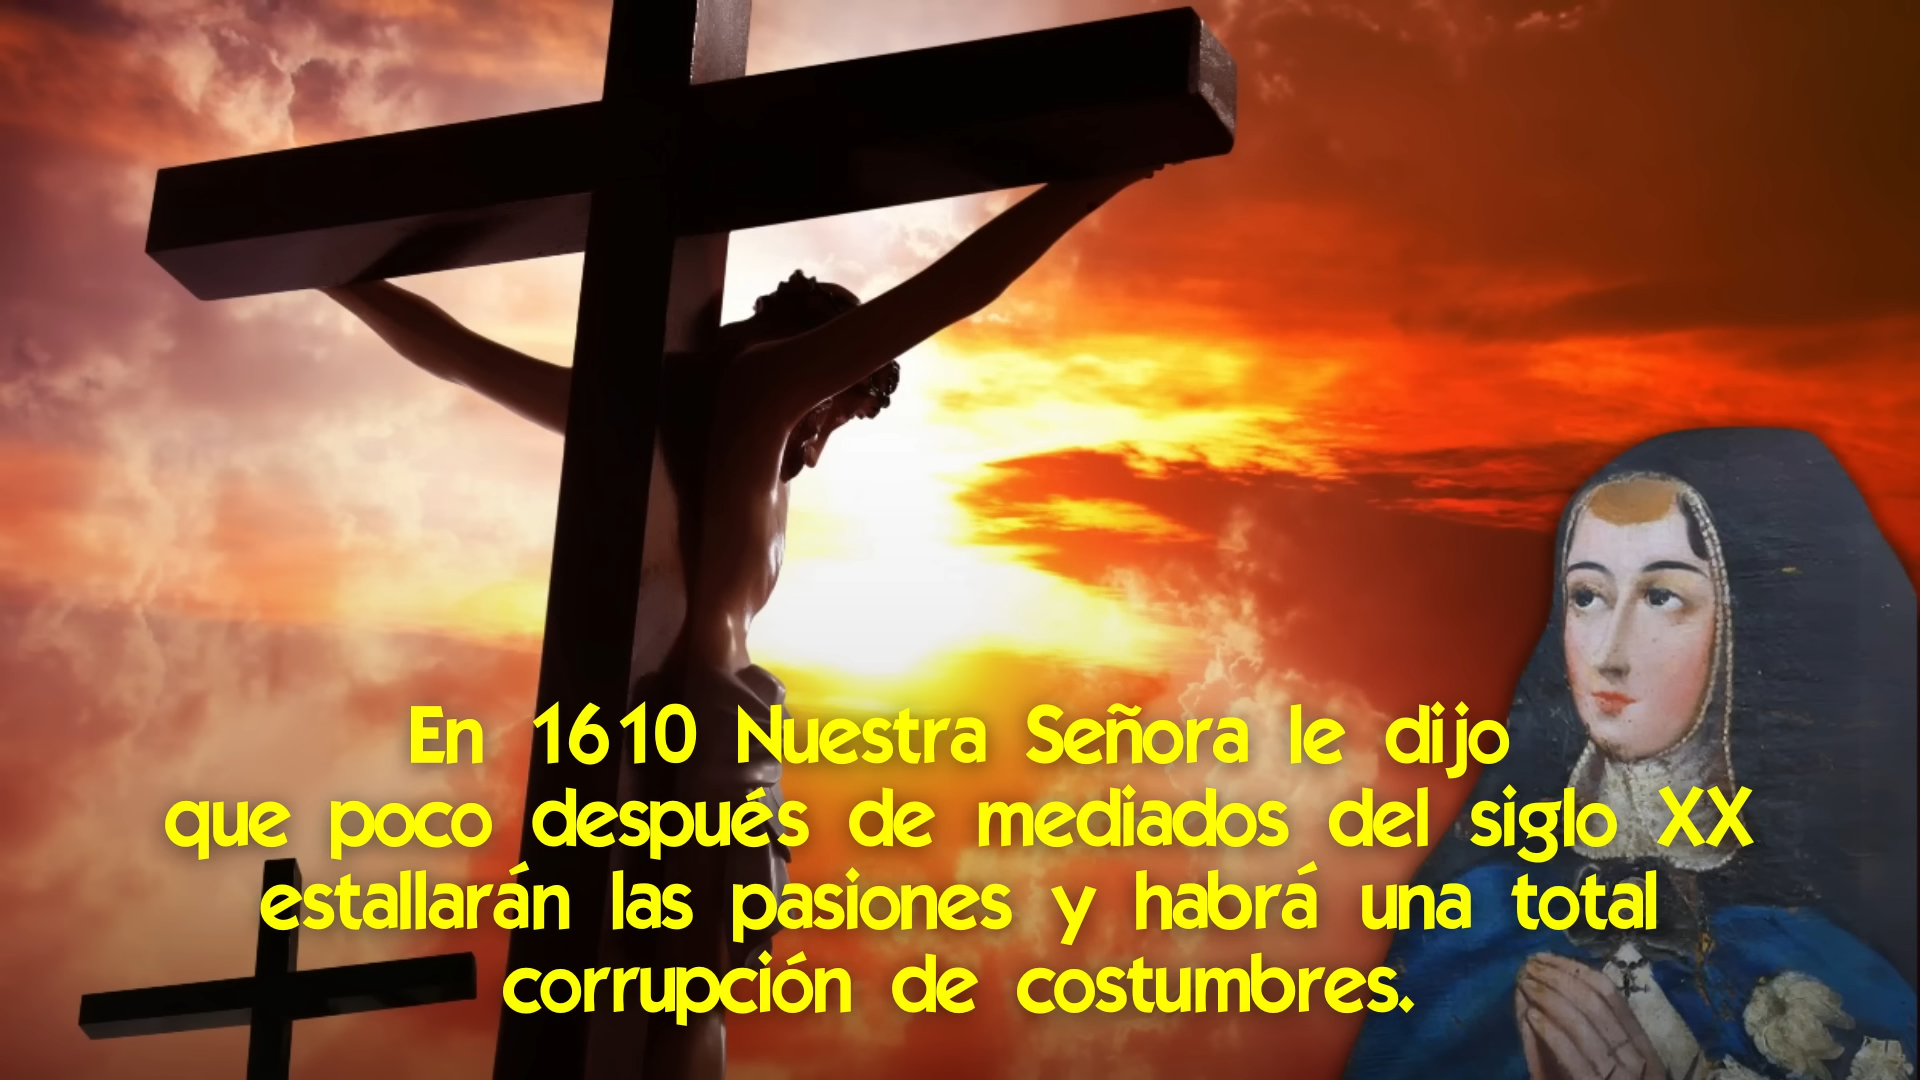 En 1610 Nuestra Señora le dijo
que poco después de mediados del siglo XX
estallarán las pasiones y habrá una total
corrupción de costumbres.